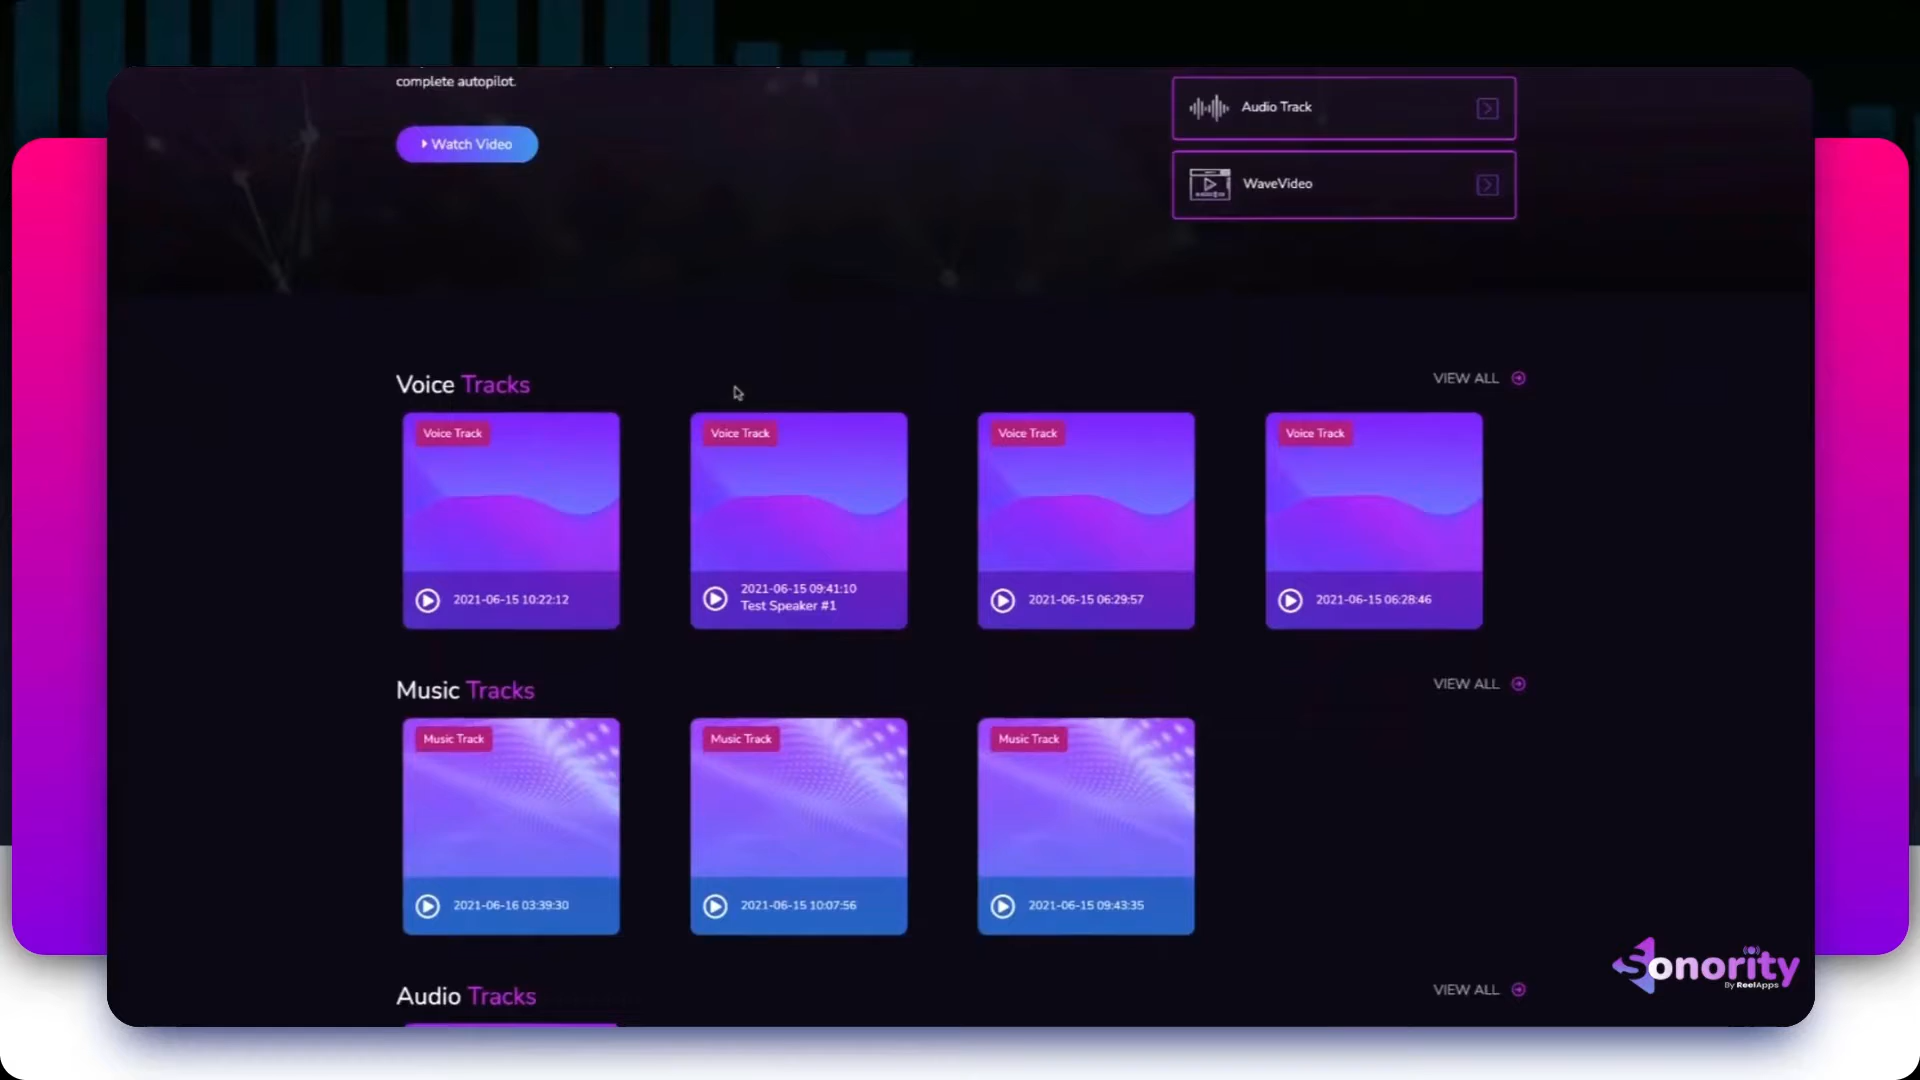 complete autopilot.
Watch Video
Audio Track
WaveVideo
Voice Tracks
VIEW ALL
Voice Track
Voice Track
Voice Track
Voice Track
2021-06-15 10:22:12
2021-06-15 09:41:10
Test Speaker #1
2021-06-15 06:29:57
2021-06-15 06:28:46
Music Tracks
VIEW ALL
Music Track
Music Track
Music Track
2021-06-16 03:39:30
2021-06-15 10:07:56
2021-06-15 09:43:35
Audio Tracks
VIEW ALL
Sonority
By ReelApps